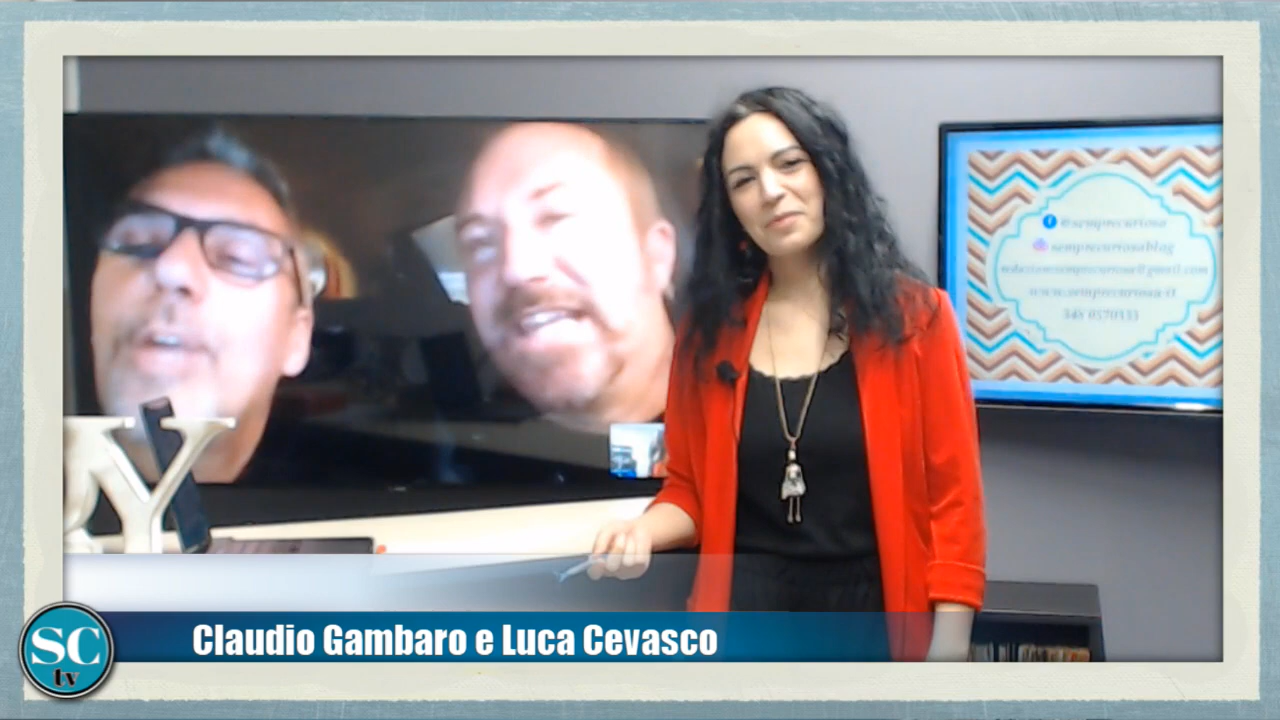 @semprecuriosa
semprecuriosablog
www.semprecuriosa.it
Y
Claudio Gambaro e Luca Cevasco
SC
tv